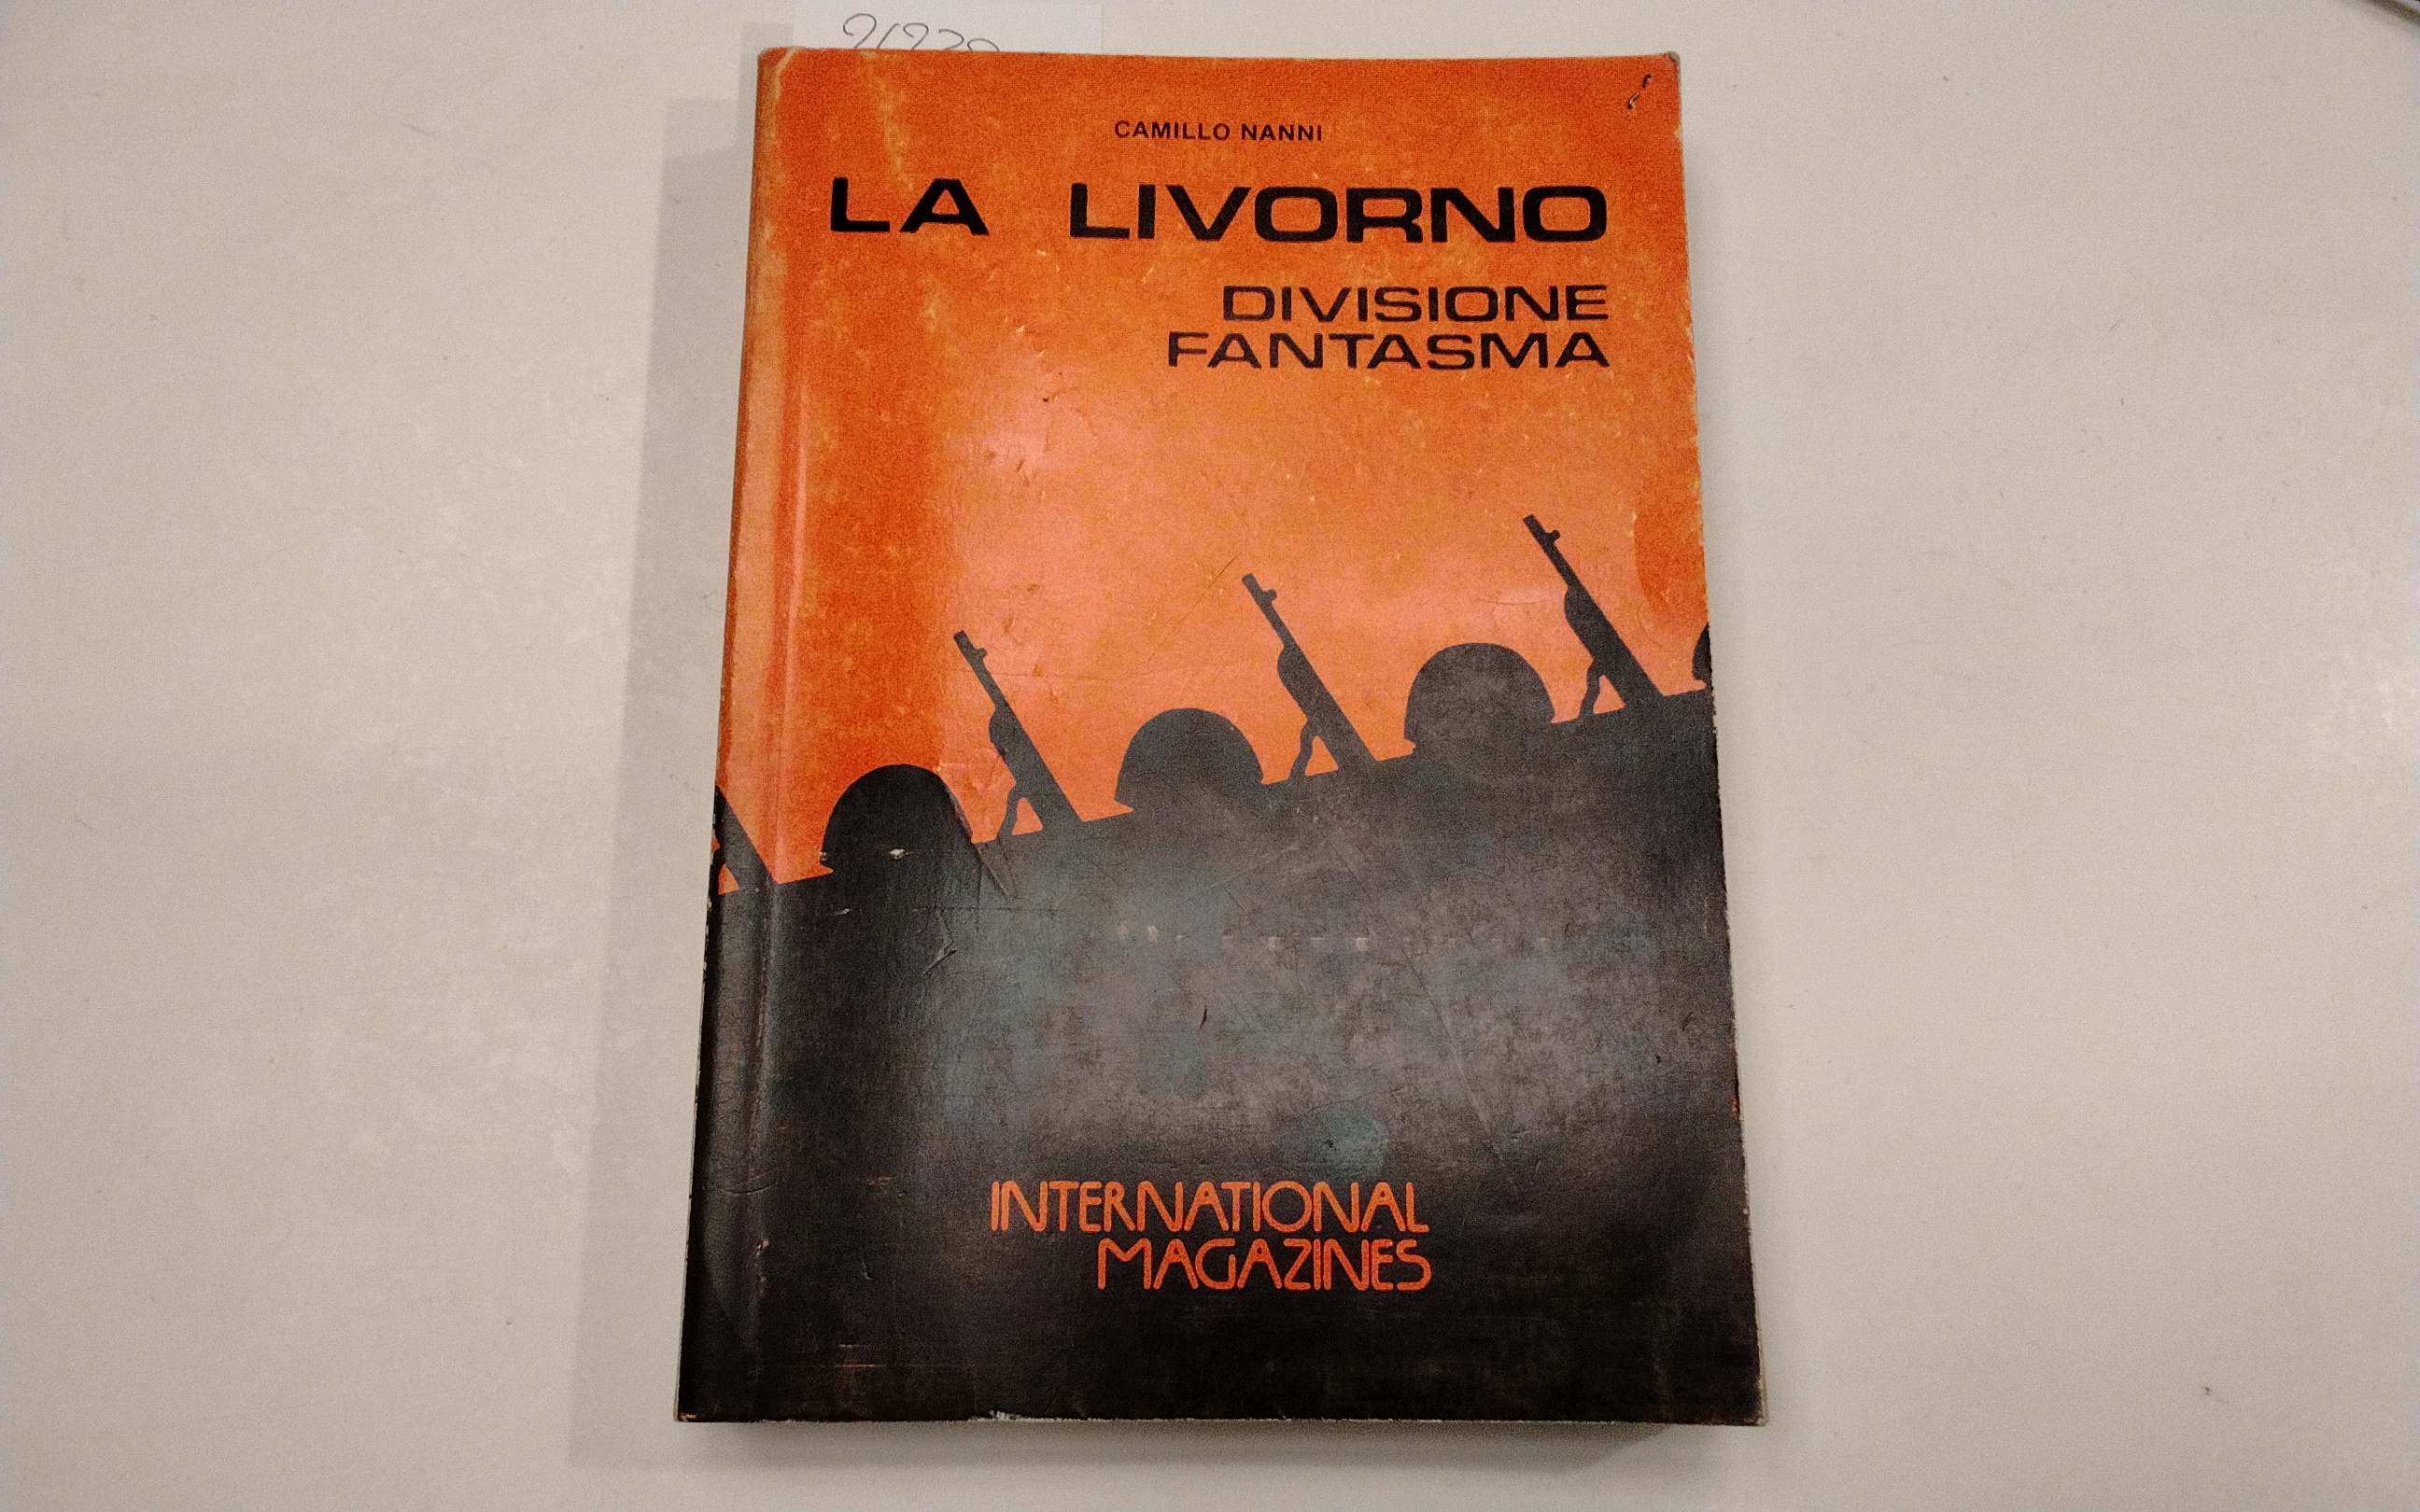 CAMILLO NANNI
LA LIVORNO
DIVISIONE
FANTASMA
INTERNATIONAL
MAGAZINES